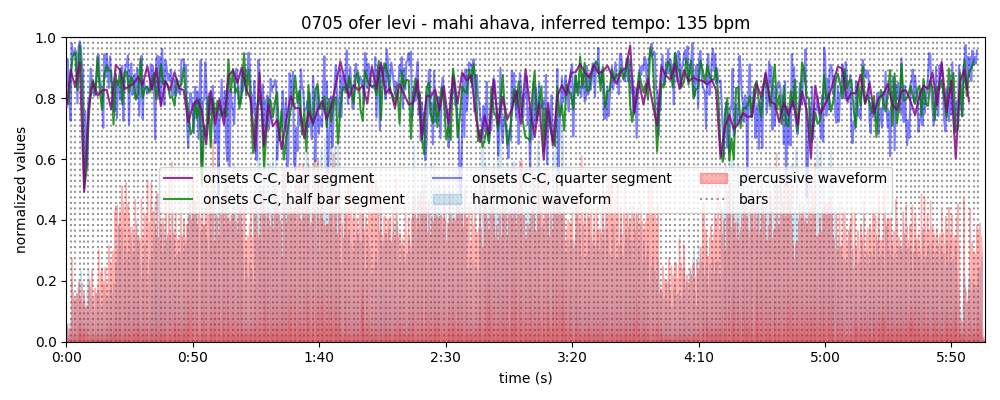 0705 ofer levi - mahi ahava, inferred tempo: 135 bpm
normalized values
1.0
0.8
0.6
0.4
0.2
0.0
onsets C-C, bar segment
onsets C-C, half bar segment
onsets C-C, quarter segment
harmonic waveform
percussive waveform
bars
0:00 0:50 1:40 2:30 3:20 4:10 5:00 5:50
time (s)